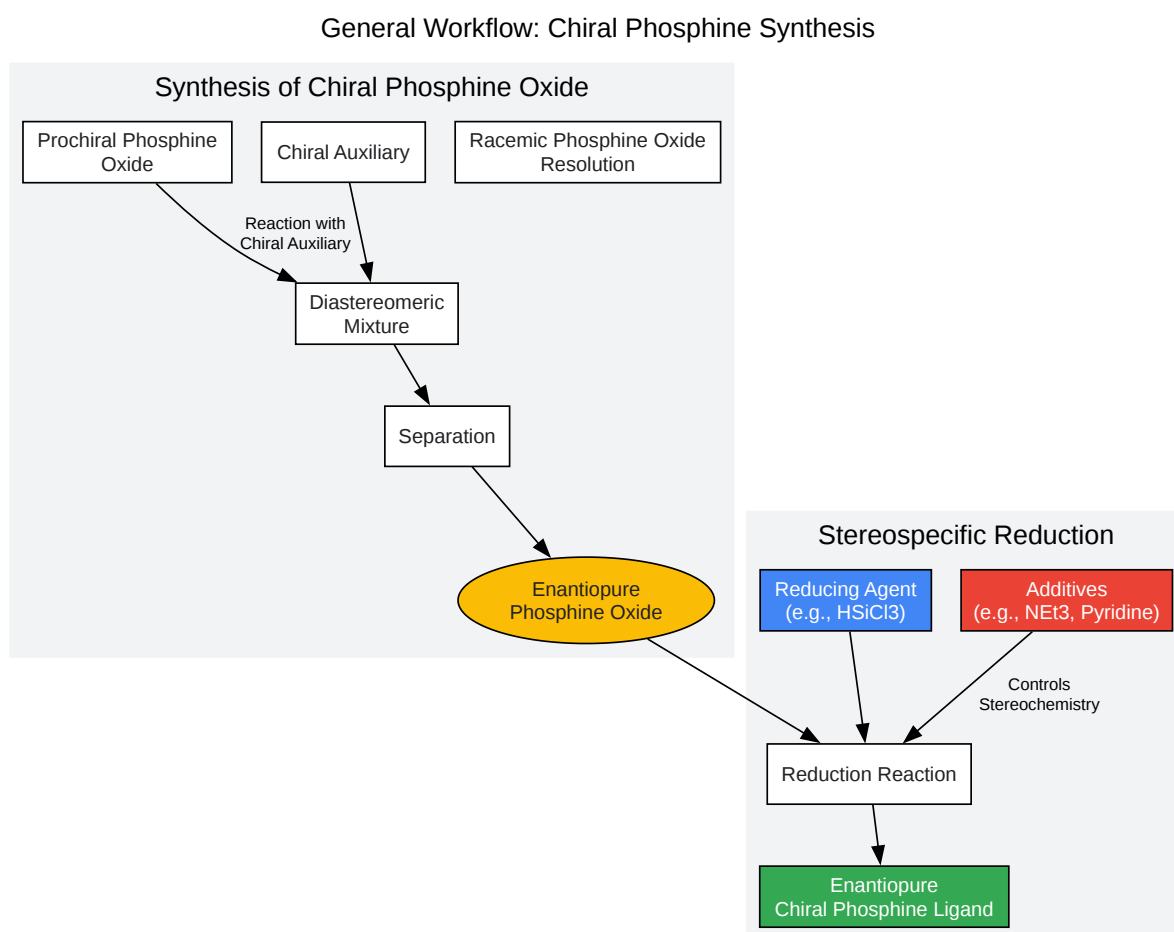 General Workflow: Chiral Phosphine Synthesis
Synthesis of Chiral Phosphine Oxide
Prochiral Phosphine
Oxide
Chiral Auxiliary
Racemic Phosphine Oxide
Resolution
Reaction with
Chiral Auxiliary
Diastereomeric
Mixture
Separation
Enantiopure
Phosphine Oxide
Stereospecific Reduction
Reducing Agent
(e.g., HSiCl3)
Additives
(e.g., NEt3, Pyridine)
Controls
Stereochemistry
Reduction Reaction
Enantiopure
Chiral Phosphine Ligand